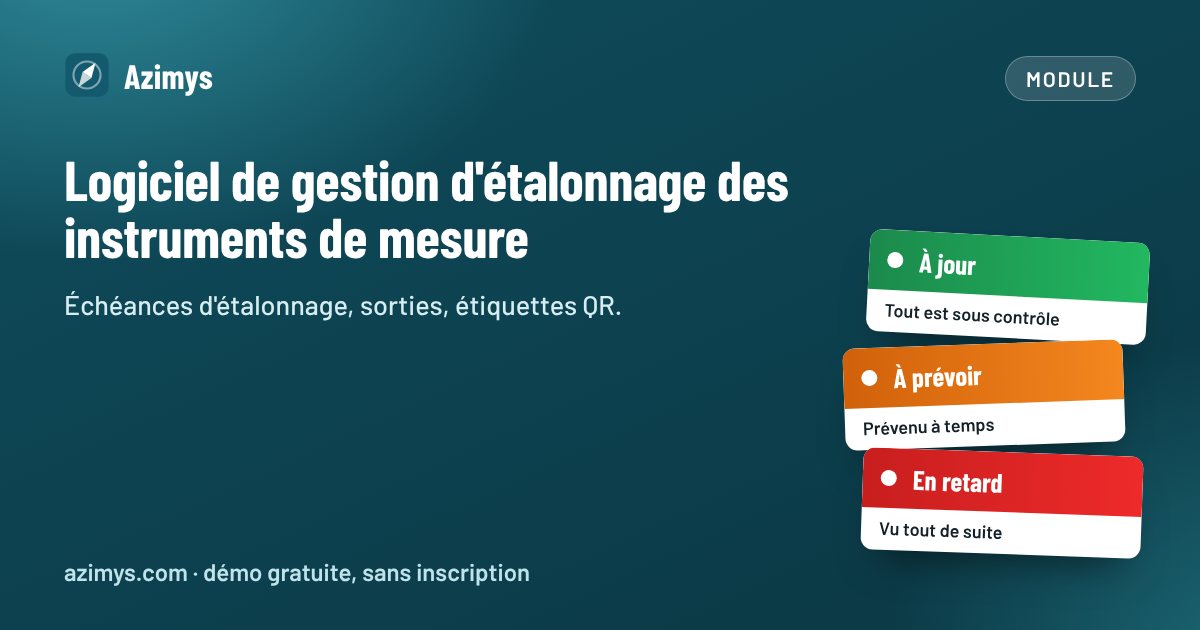 Azimys
MODULE
Logiciel de gestion d'étalonnage des
instruments de mesure
Échéances d'étalonnage, sorties, étiquettes QR.
À jour
Tout est sous contrôle
À prévoir
Prévenu à temps
En retard
Vu tout de suite
azimys.com · démo gratuite, sans inscription